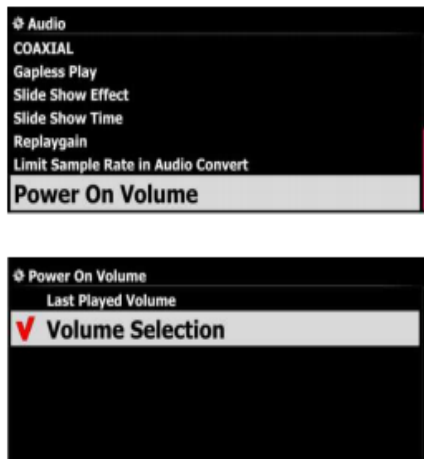 Audio
COAXIAL
Gapless Play
Slide Show Effect
Slide Show Time
Replaygain
Limit Sample Rate in Audio Convert
Power On Volume
Power On Volume
Last Played Volume
Volume Selection